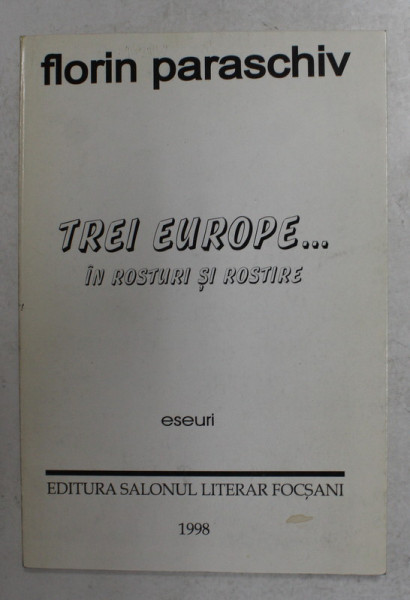 florin paraschiv
TREI EUROPE...
ÎN ROSTURI ŞI ROSTIRE
eseuri
EDITURA SALONUL LITERAR FOCŞANI
1998